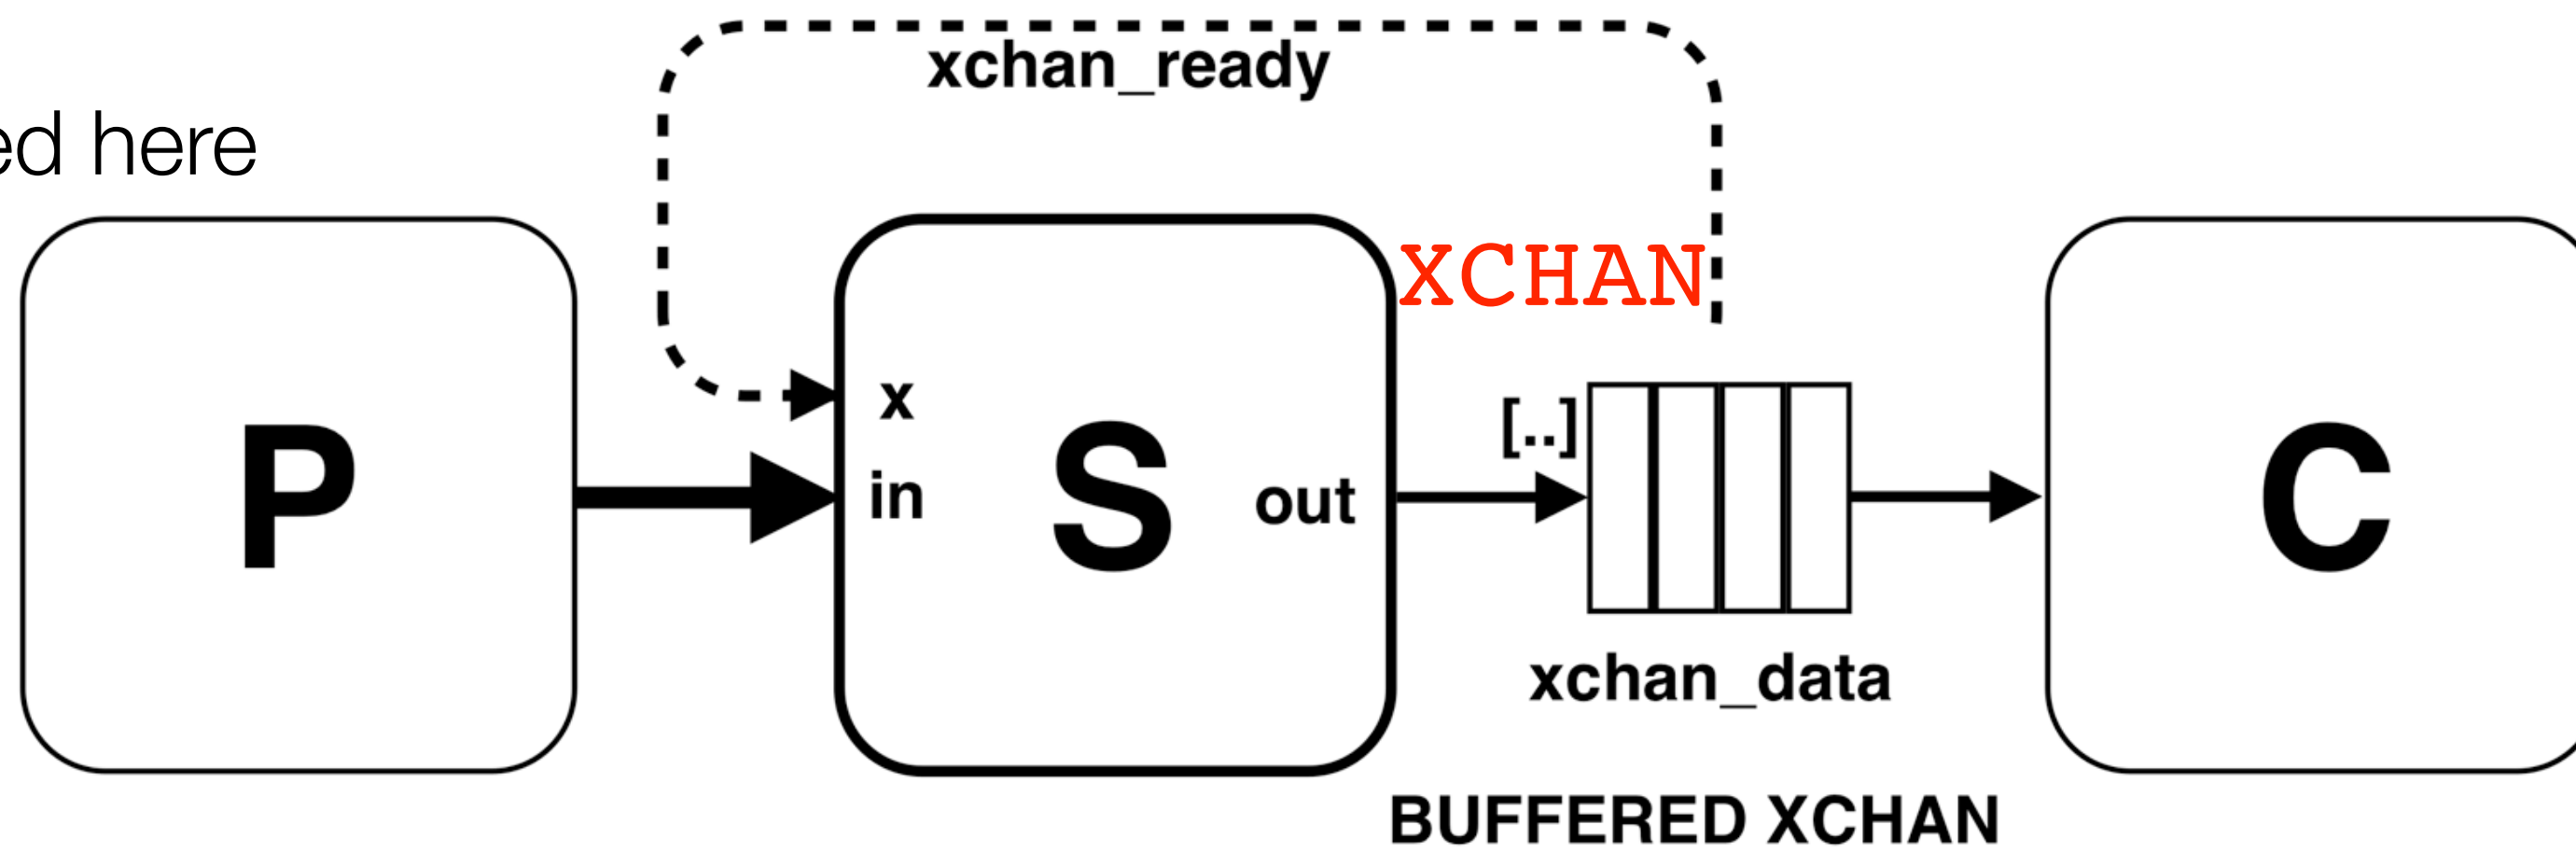 xchan_ready
ed here
XCHAN
x
[..]
P
in
S
out
C
xchan_data
BUFFERED XCHAN